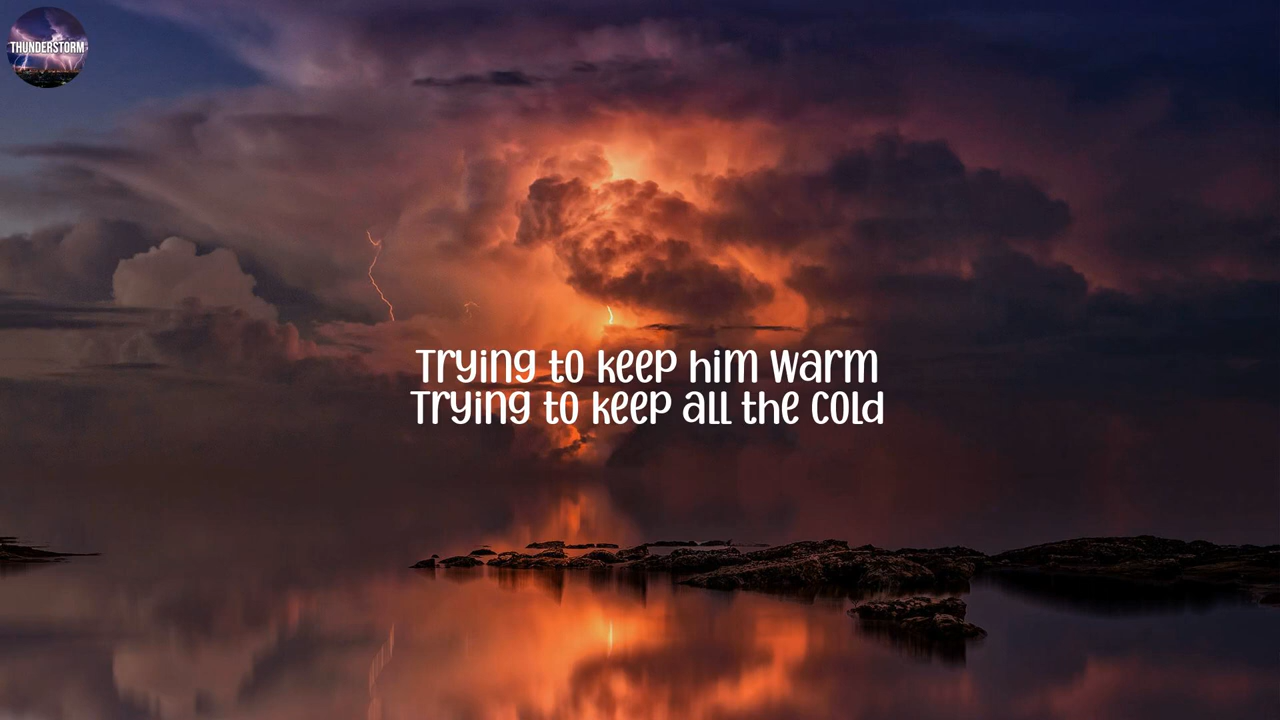 THUNDERSTORM
Trying to keep him warm
Trying to keep all the cold